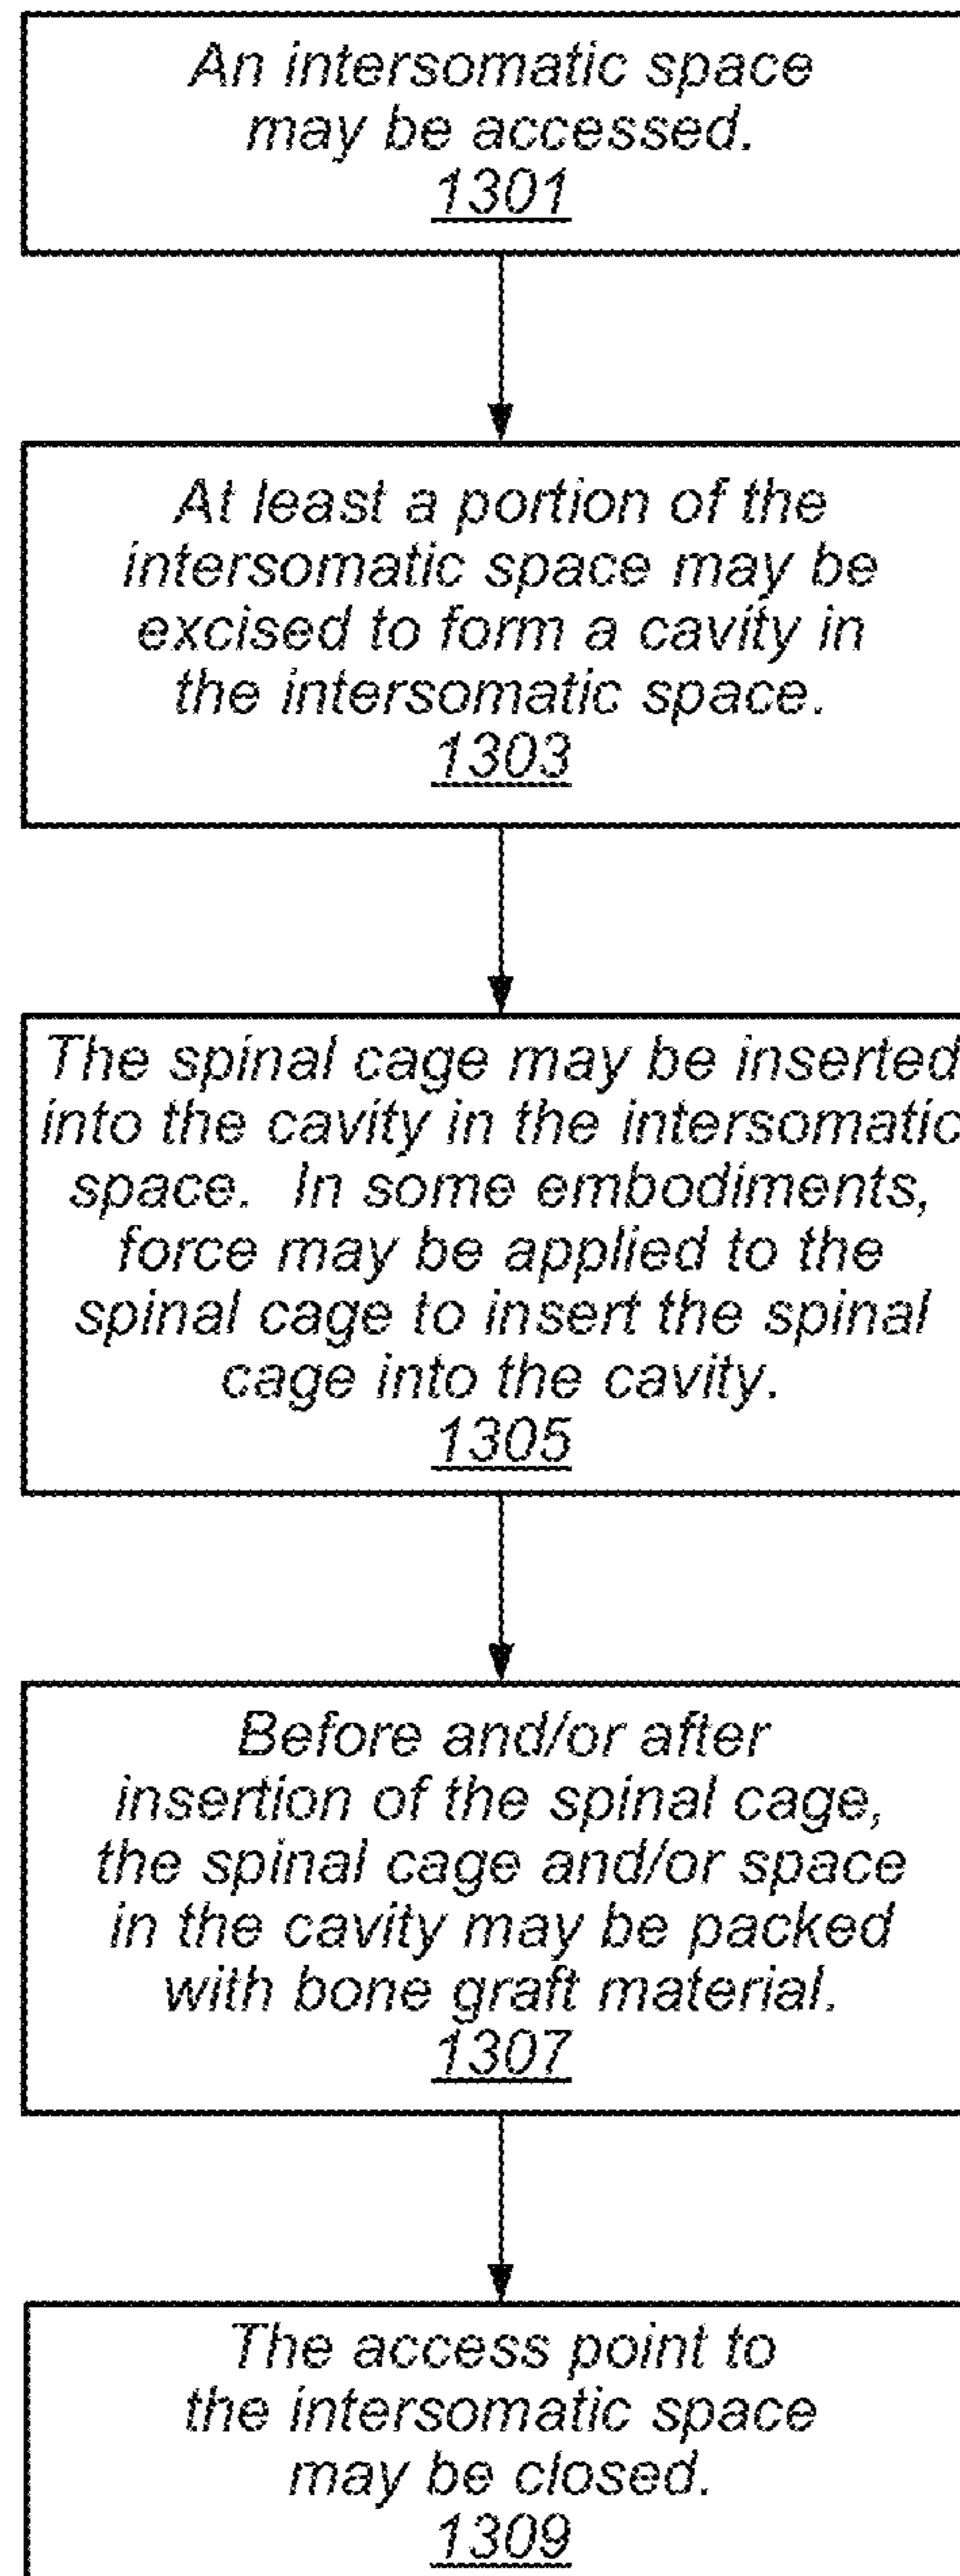 An intersomatic space
may be accessed.
1301
At least a portion of the
intersomatic space may be
excised to form a cavity in
the intersomatic space.
1303
The spinal cage may be inserted
into the cavity in the intersomatic
space.  In some embodiments,
force may be applied to the
spinal cage to insert the spinal
cage into the cavity.
1305
Before and/or after
insertion of the spinal cage,
the spinal cage and/or space
in the cavity may be packed
with bone graft material.
1307
The access point to
the intersomatic space
may be closed.
1309